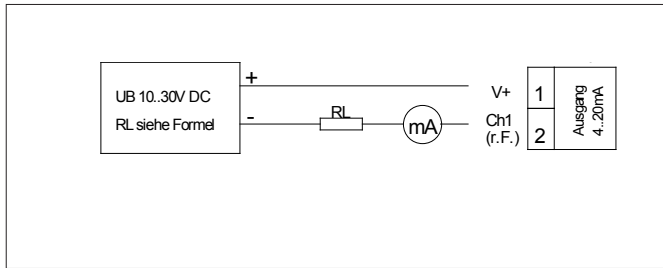 UB 10..30V DC
RL siehe Formel
+
-
RL
mA
V+
Ch1
(r.F.)
1
2
Ausgang
4..20mA